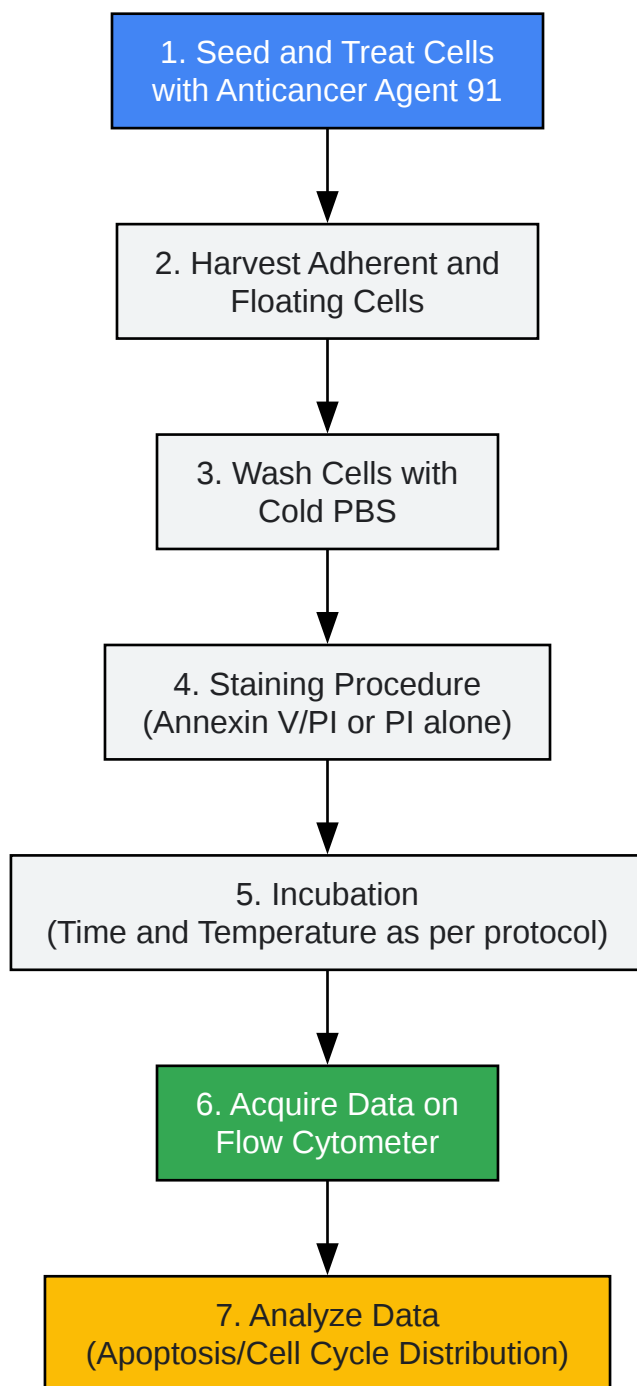 1. Seed and Treat Cells
with Anticancer Agent 91
2. Harvest Adherent and
Floating Cells
3. Wash Cells with
Cold PBS
4. Staining Procedure
(Annexin V/PI or PI alone)
5. Incubation
(Time and Temperature as per protocol)
6. Acquire Data on
Flow Cytometer
7. Analyze Data
(Apoptosis/Cell Cycle Distribution)